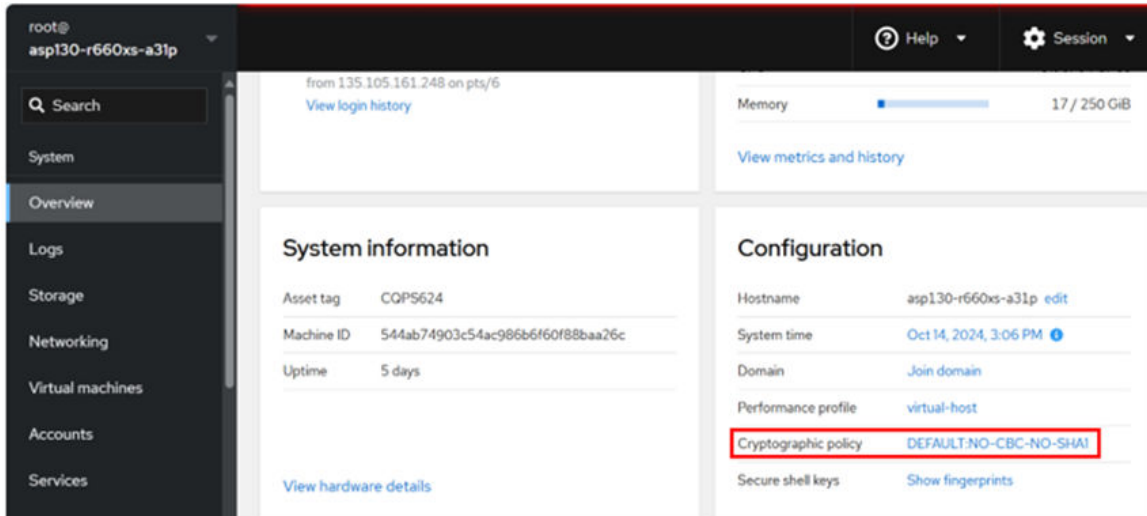 root@
asp130-r660xs-a31p
Help
Session
Search
System
Overview
Logs
Storage
Networking
Virtual machines
Accounts
Services
from 135.105.161.248 on pts/6
View login history
Memory
17 / 250 GiB
View metrics and history
System information
Asset tag CQPS624
Machine ID 544ab74903c54ac986b6f60f88baa26c
Uptime 5 days
View hardware details
Configuration
Hostname asp130-r660xs-a31p edit
System time Oct 14, 2024, 3:06 PM
Domain Join domain
Performance profile virtual-host
Cryptographic policy DEFAULT:NO-CBC-NO-SHA1
Secure shell keys Show fingerprints